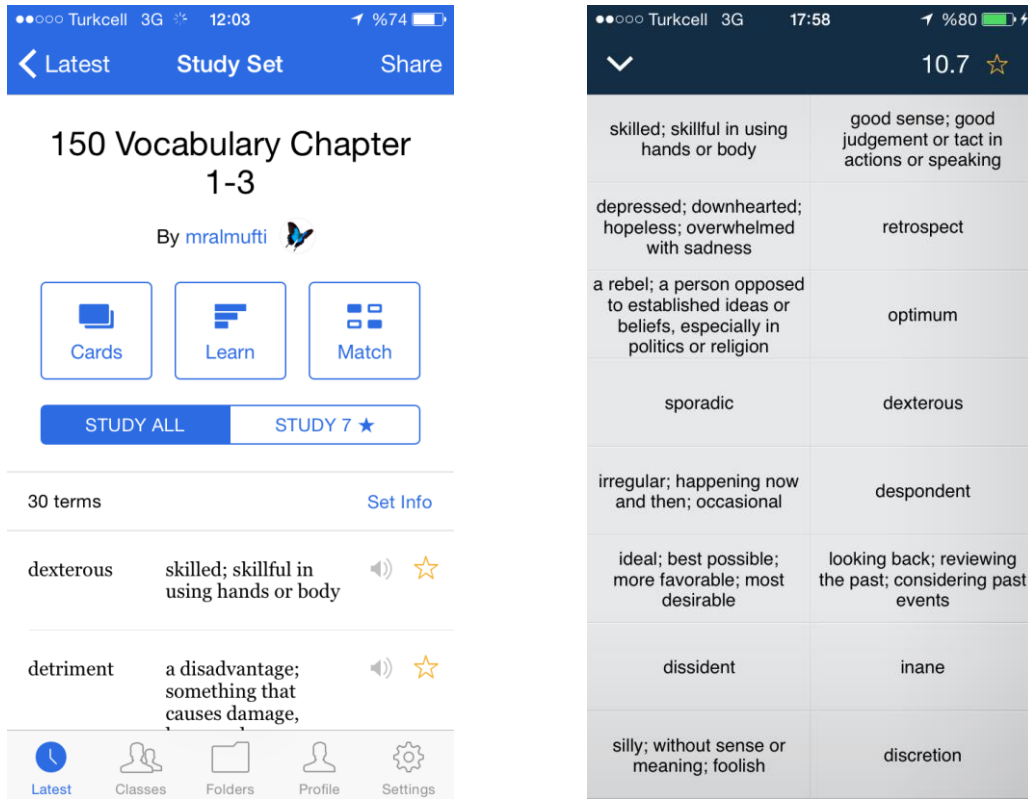 Turkcell 3G 12:03 %74
Latest Study Set Share
150 Vocabulary Chapter
1-3
By mralmufti
Cards Learn Match
STUDY ALL STUDY 7 ★
30 terms Set Info
dexterous skilled; skillful in
using hands or body
detriment a disadvantage;
something that
causes damage,
Latest Classes Folders Profile Settings
Turkcell 3G 17:58 %80
10.7
skilled; skillful in using
hands or body
good sense; good
judgement or tact in
actions or speaking
depressed; downhearted;
hopeless; overwhelmed
with sadness
retrospect
a rebel; a person opposed
to established ideas or
beliefs, especially in
politics or religion
optimum
sporadic
dexterous
irregular; happening now
and then; occasional
despondent
ideal; best possible;
more favorable; most
desirable
looking back; reviewing
the past; considering past
events
dissident
inane
silly; without sense or
meaning; foolish
discretion